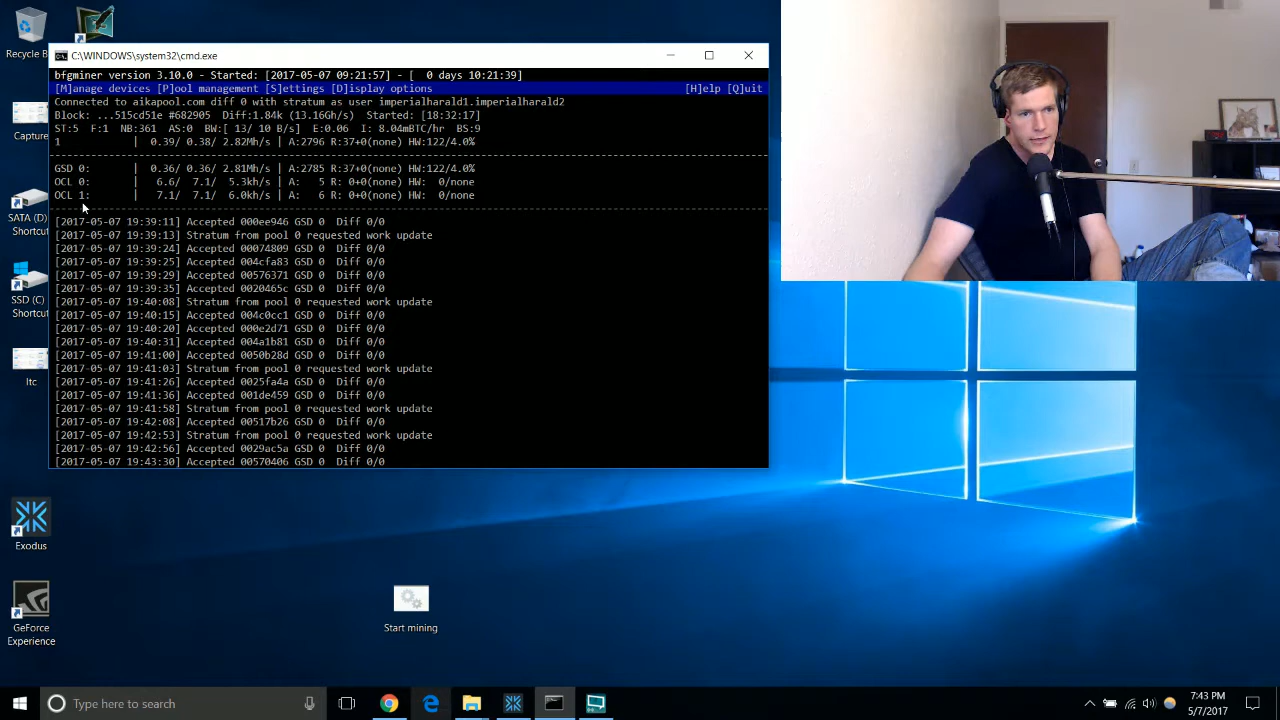 Recycle B
C:\WINDOWS\system32\cmd.exe
bfgminer version 3.10.0 - Started: [2017-05-07 09:21:57] - [  0 days 10:21:39]
[M]anage devices [P]ool management [S]ettings [D]isplay options [H]elp [Q]uit
Connected to aikapool.com diff 0 with stratum as user imperialharald1.imperialharald2
Block: ...515cd51e #682905  Diff:1.84k (13.16Gh/s)  Started: [18:32:17]
ST:5  F:1  NB:361  AS:0  BW:[ 13/ 10 B/s]  E:0.06  I: 8.04mBTC/hr  BS:9
1 | 0.39/ 0.38/ 2.82Mh/s | A:2796 R:37+0(none) HW:122/4.0%
GSD 0: | 0.36/ 0.36/ 2.81Mh/s | A:2785 R:37+0(none) HW:122/4.0%
OCL 0: | 6.6/  7.1/  5.3kh/s | A:   5 R: 0+0(none) HW:  0/none
OCL 1: | 7.1/  7.1/  6.0kh/s | A:   6 R: 0+0(none) HW:  0/none
[2017-05-07 19:39:11] Accepted 000ee946 GSD 0  Diff 0/0
[2017-05-07 19:39:13] Stratum from pool 0 requested work update
[2017-05-07 19:39:24] Accepted 00074809 GSD 0  Diff 0/0
[2017-05-07 19:39:25] Accepted 004cfa83 GSD 0  Diff 0/0
[2017-05-07 19:39:29] Accepted 00576371 GSD 0  Diff 0/0
[2017-05-07 19:39:35] Accepted 0020465c GSD 0  Diff 0/0
[2017-05-07 19:40:08] Stratum from pool 0 requested work update
[2017-05-07 19:40:15] Accepted 004c0cc1 GSD 0  Diff 0/0
[2017-05-07 19:40:20] Accepted 000e2d71 GSD 0  Diff 0/0
[2017-05-07 19:40:31] Accepted 004a1b81 GSD 0  Diff 0/0
[2017-05-07 19:41:00] Accepted 0050b28d GSD 0  Diff 0/0
[2017-05-07 19:41:03] Stratum from pool 0 requested work update
[2017-05-07 19:41:26] Accepted 0025fa4a GSD 0  Diff 0/0
[2017-05-07 19:41:36] Accepted 001de459 GSD 0  Diff 0/0
[2017-05-07 19:41:58] Stratum from pool 0 requested work update
[2017-05-07 19:42:08] Accepted 00517b26 GSD 0  Diff 0/0
[2017-05-07 19:42:53] Stratum from pool 0 requested work update
[2017-05-07 19:42:56] Accepted 0029ac5a GSD 0  Diff 0/0
[2017-05-07 19:43:30] Accepted 00570406 GSD 0  Diff 0/0
Capture
SATA (D)
Shortcut
SSD (C)
Shortcut
ltc
Exodus
GeForce
Experience
Start mining
Type here to search
7:43 PM
5/7/2017